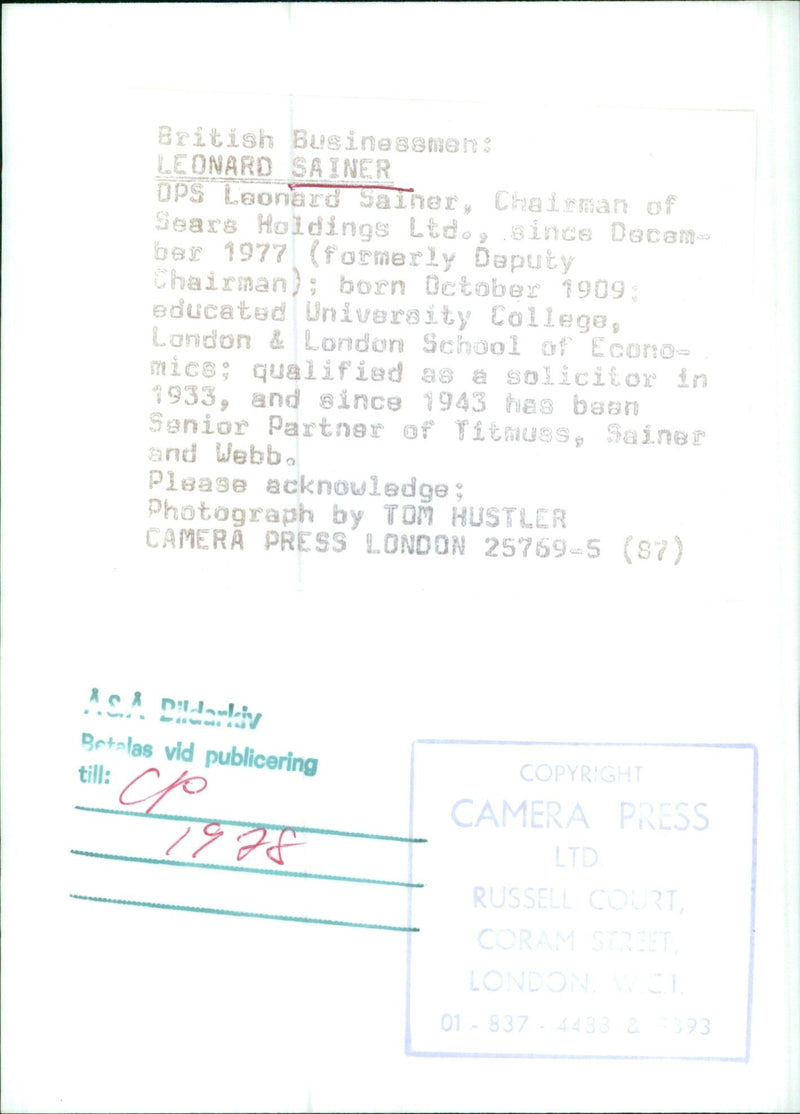 British Businessmen:
LEONARD SAINER
OPS Leonard Sainer, Chairman of
Sears Holdings Ltd., since Decem-
ber 1977 (formerly Deputy
Chairman); born October 1909;
educated University College,
London & London School of Econo-
mics; qualified as a solicitor in
1933, and since 1943 has been
Senior Partner of Titmuss, Sainer
and Webb.
Please acknowledge;
Photograph by TOM HUSTLER
CAMERA PRESS LONDON 25769-5 (87)
Å&Å Bildarkiv
Betalas vid publicering
till: CP
1978
COPYRIGHT
CAMERA PRESS
LTD.
RUSSELL COURT,
CORAM STREET,
LONDON, W.C.1.
01 - 837 - 4488 &